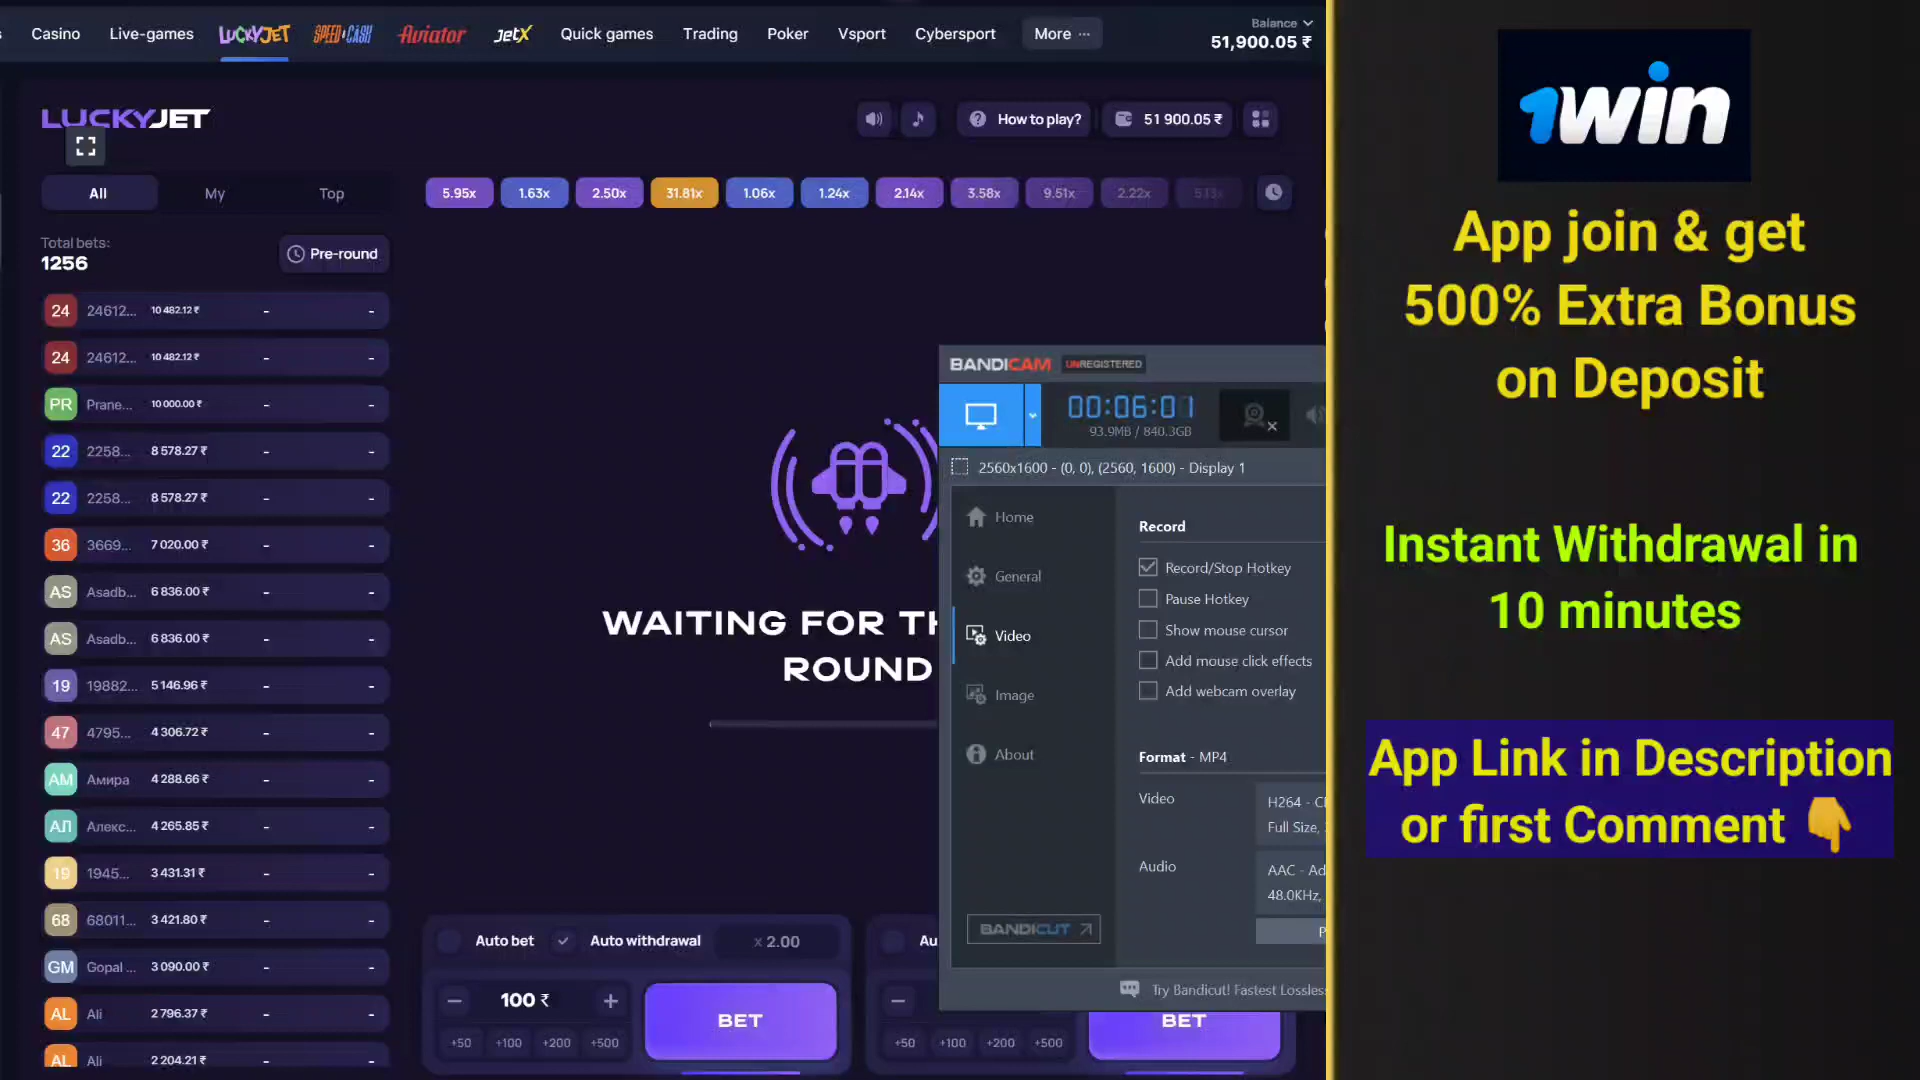 Casino
Live-games
LUCKYJET
SPEED & CASH
Aviator
JetX
Quick games
Trading
Poker
Vsport
Cybersport
More ...
Balance
51,900.05 ₹
LUCKYJET
How to play?
51 900.05 ₹
All
My
Top
5.95x
1.63x
2.50x
31.81x
1.06x
1.24x
2.14x
3.58x
9.51x
2.22x
Total bets:
1256
Pre-round
24 24612... 10 482.12 ₹ - -
24 24612... 10 482.12 ₹ - -
PR Prane... 10 000.00 ₹ - -
22 2258... 8 578.27 ₹ - -
22 2258... 8 578.27 ₹ - -
36 3669... 7 020.00 ₹ - -
AS Asadb... 6 836.00 ₹ - -
AS Asadb... 6 836.00 ₹ - -
19 19882... 5 146.96 ₹ - -
47 4795... 4 306.72 ₹ - -
AM Амира 4 288.66 ₹ - -
АЛ Алекс... 4 265.85 ₹ - -
19 1945... 3 431.31 ₹ - -
68 68011... 3 421.80 ₹ - -
GM Gopal ... 3 090.00 ₹ - -
AL Ali 2 796.37 ₹ - -
AL Ali 2 204.21 ₹ - -
WAITING FOR
ROUND
Auto bet
Auto withdrawal
x 2.00
− 100 ₹ +
+50 +100 +200 +500
BET
−
+50 +100 +200 +500
BET
BANDICAM UNREGISTERED
00:06:01
93.9MB / 840.3GB
2560x1600 - (0, 0), (2560, 1600) - Display 1
Home
General
Video
Image
About
BANDICUT
Record
Record/Stop Hotkey
Pause Hotkey
Show mouse cursor
Add mouse click effects
Add webcam overlay
Format - MP4
Video
H264 -
Full Size,
Audio
AAC -
48.0KHz,
Try Bandicut! Fastest
1win
App join & get
500% Extra Bonus
on Deposit
Instant Withdrawal in
10 minutes
App Link in Description
or first Comment 👇